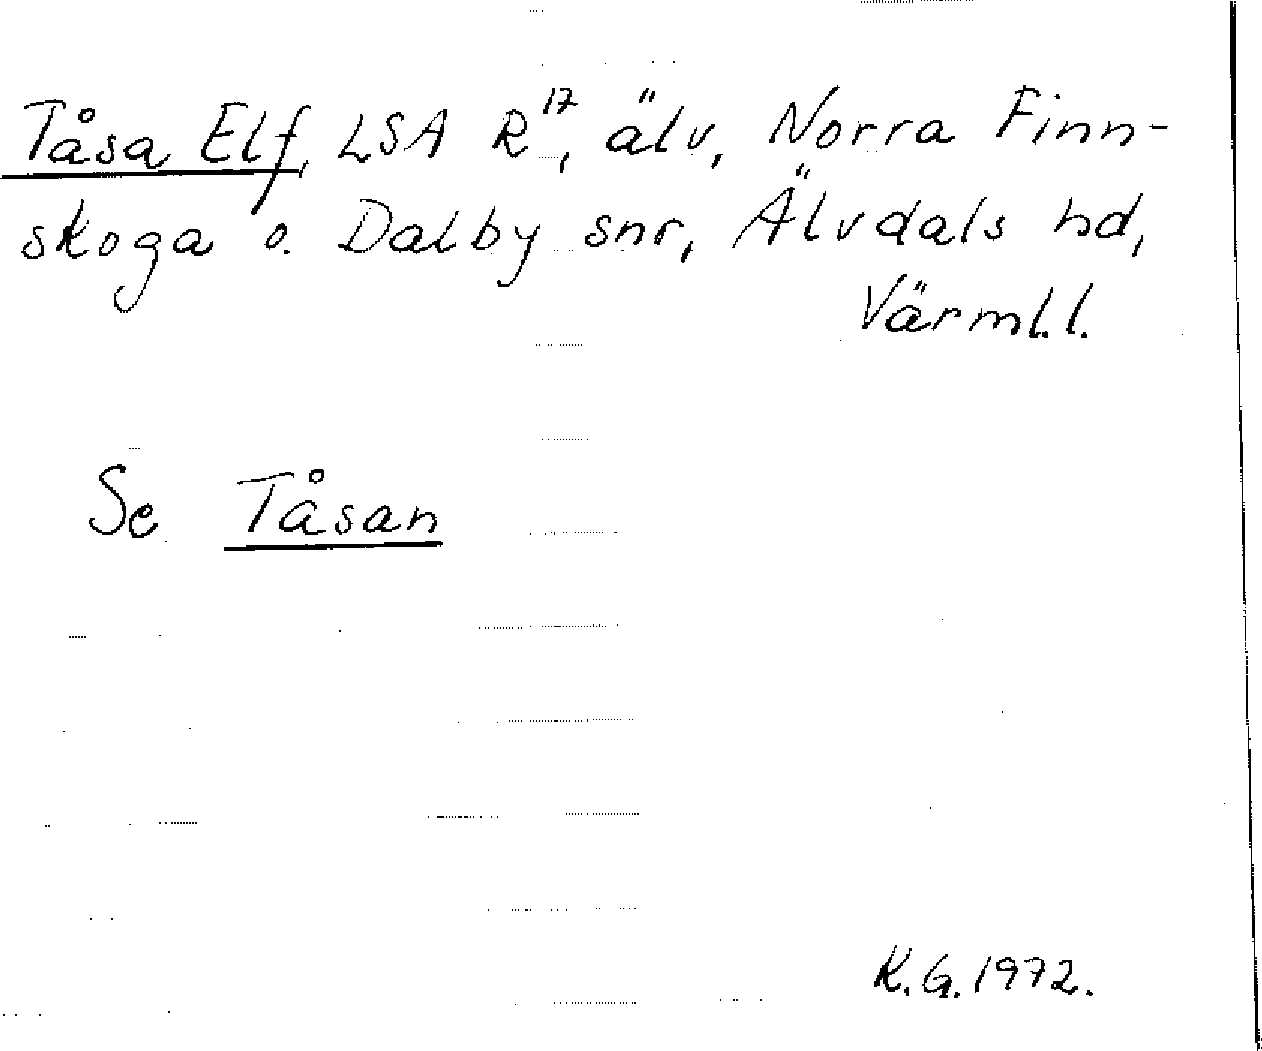 Tåsa Elf, LSA R¹⁷, älv, Norra Finn-
skoga o. Dalby snr, Älvdals hd,
Värml. l.
Se Tåsan
K.G. 1972.